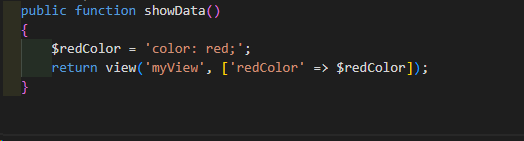 public function showData()
{
$redColor = 'color: red;';
return view('myView', ['redColor' => $redColor]);
}